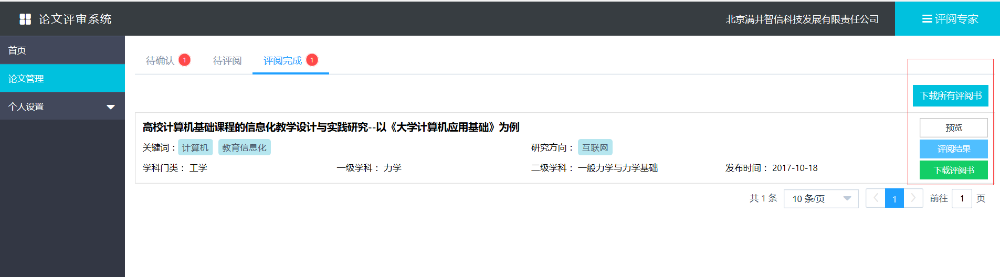 论文评审系统
北京满井智信科技发展有限责任公司
评阅专家
首页
论文管理
个人设置
待确认 1 待评阅 评阅完成 1
下载所有评阅书
高校计算机基础课程的信息化教学设计与实践研究--以《大学计算机应用基础》为例
预览
关键词： 计算机 教育信息化 研究方向： 互联网
评阅结果
学科门类： 工学 一级学科： 力学 二级学科： 一般力学与力学基础 发布时间： 2017-10-18
下载评阅书
共 1 条 10 条/页 1 前往 1 页